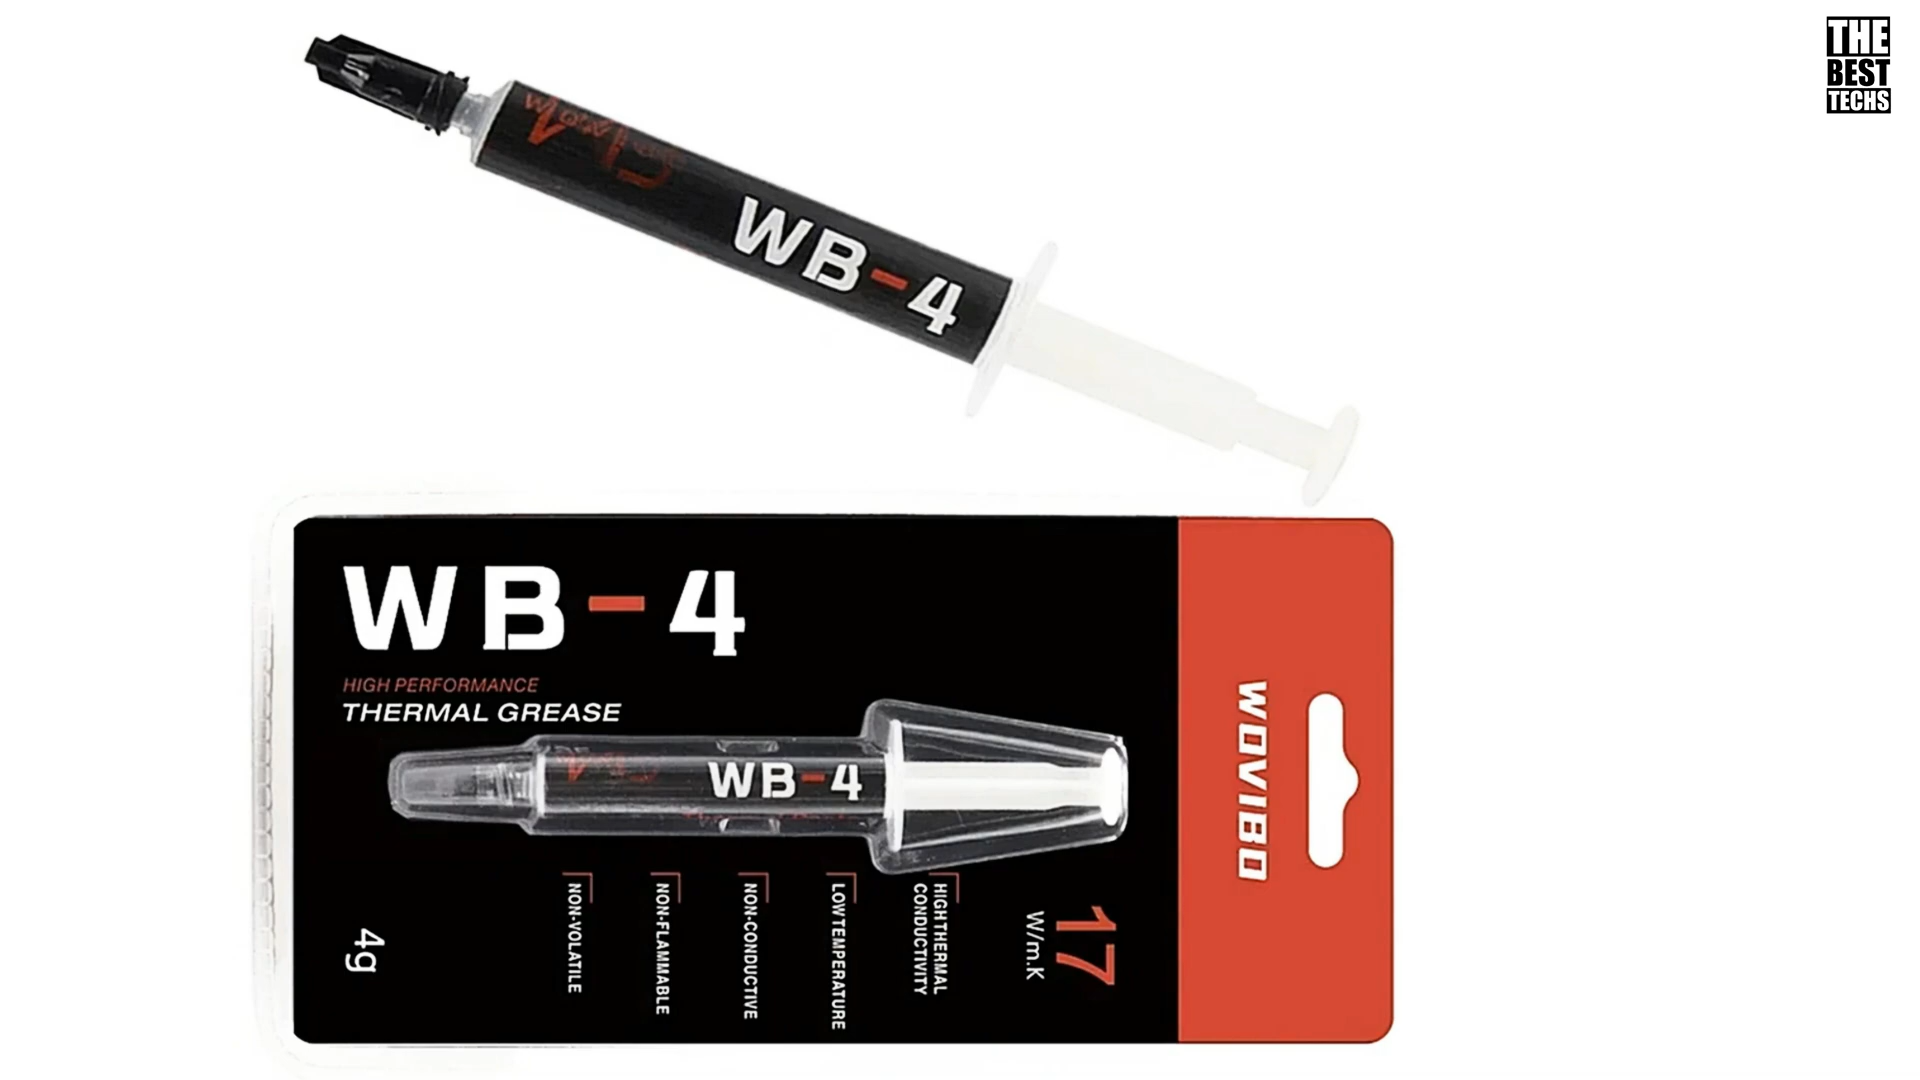 THE
BEST
TECHS
WB-4
WB-4
HIGH PERFORMANCE
THERMAL GREASE
WB-4
WOVIBO
17
W/m.K
HIGH THERMAL
CONDUCTIVITY
LOW TEMPERATURE
NON-CONDUCTIVE
NON-FLAMMABLE
NON-VOLATILE
4g